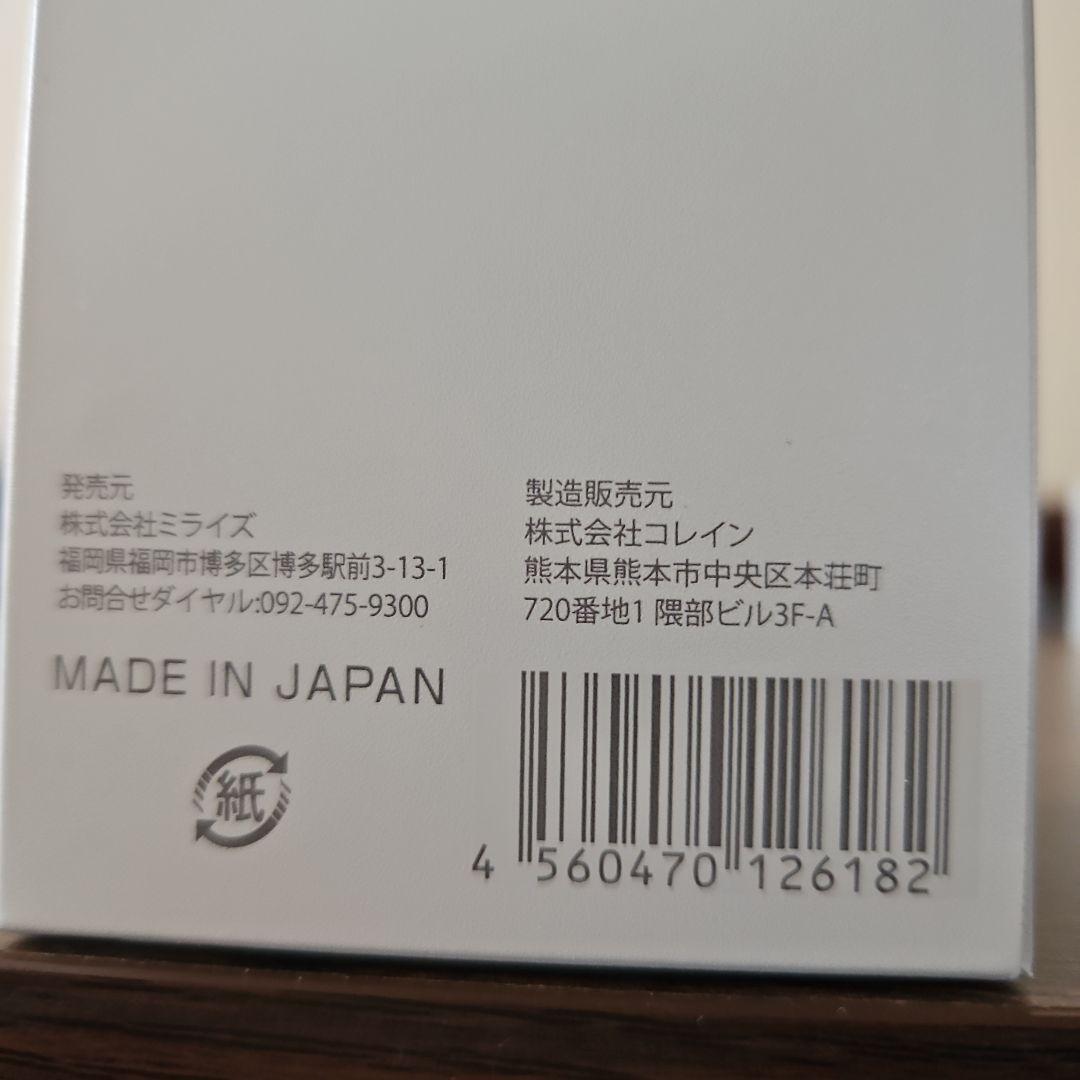 発売元
株式会社ミライズ
福岡県福岡市博多区博多駅前3-13-1
お問合せダイヤル:092-475-9300
MADE IN JAPAN
紙
製造販売元
株式会社コレイン
熊本県熊本市中央区本荘町
720番地1 隈部ビル3F-A
4 560470 126182